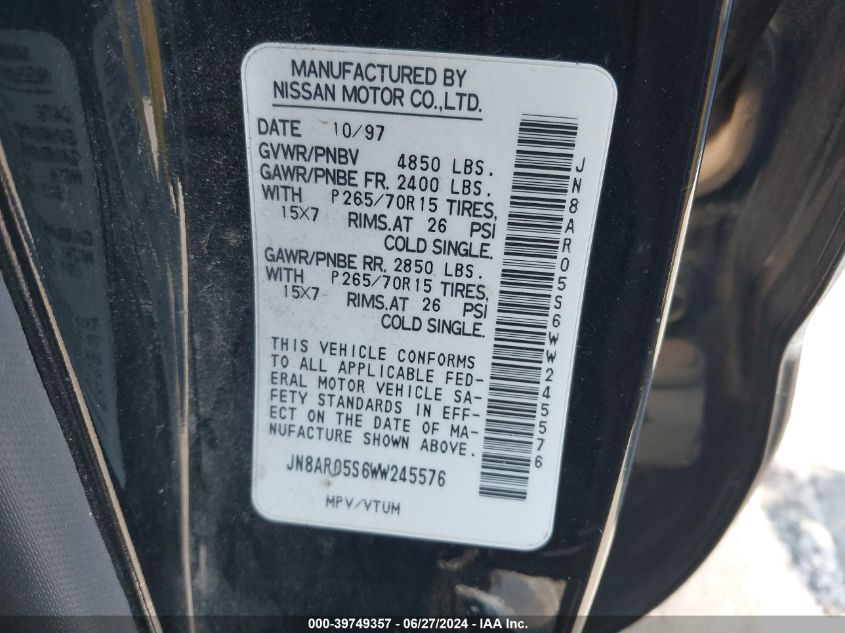 MANUFACTURED BY
NISSAN MOTOR CO.,LTD.
DATE 10/97
GVWR/PNBV 4850 LBS.
GAWR/PNBE FR. 2400 LBS.
WITH P265/70R15 TIRES,
15X7 RIMS.AT 26 PSI
COLD SINGLE.
GAWR/PNBE RR. 2850 LBS.
WITH P265/70R15 TIRES,
15X7 RIMS.AT 26 PSI
COLD SINGLE.
THIS VEHICLE CONFORMS
TO ALL APPLICABLE FED-
ERAL MOTOR VEHICLE SA-
FETY STANDARDS IN EFF-
ECT ON THE DATE OF MA-
NUFACTURE SHOWN ABOVE.
JN8AR05S6WW245576
MPV/VTUM
JN8AR05S6WW245576
000-39749357 - 06/27/2024 - IAA Inc.